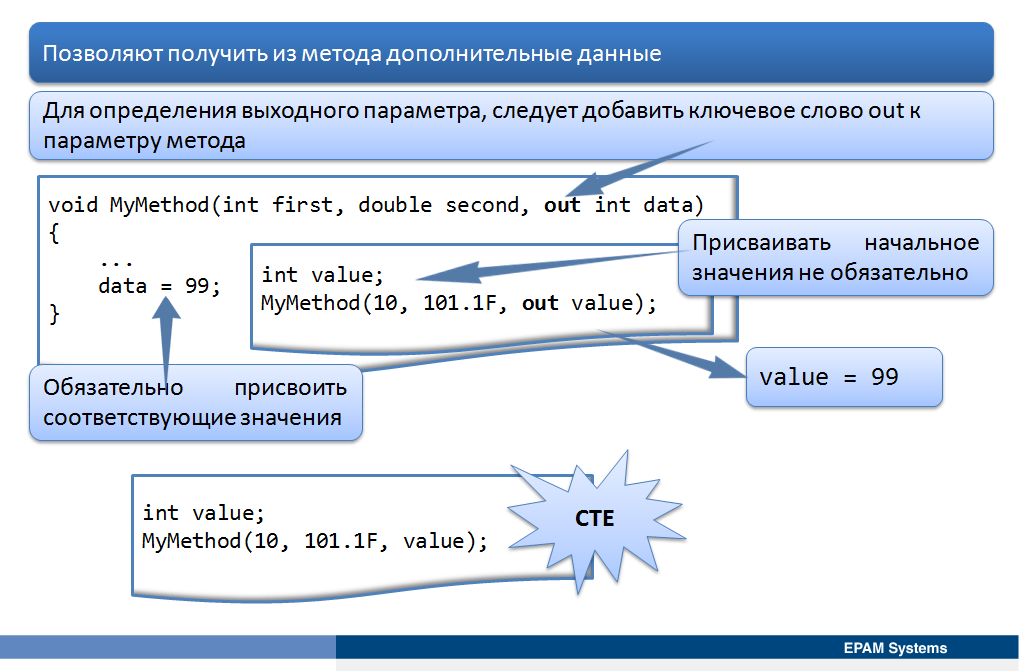 Позволяют получить из метода дополнительные данные
Для определения выходного параметра, следует добавить ключевое слово out к
параметру метода
void MyMethod(int first, double second, out int data)
{
...
data = 99;
}
int value;
MyMethod(10, 101.1F, out value);
Присваивать начальное
значения не обязательно
value = 99
Обязательно присвоить
соответствующие значения
int value;
MyMethod(10, 101.1F, value);
CTE
EPAM Systems